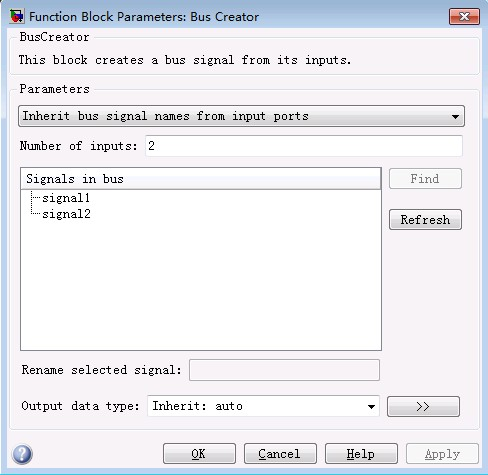 Function Block Parameters: Bus Creator
BusCreator
This block creates a bus signal from its inputs.
Parameters
Inherit bus signal names from input ports
Number of inputs: 2
Signals in bus
Find
signal1
signal2
Refresh
Rename selected signal:
Output data type: Inherit: auto >>
OK Cancel Help Apply